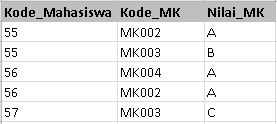 Kode_Mahasiswa Kode_MK Nilai_MK
55 MK002 A
55 MK003 B
56 MK004 A
56 MK002 A
57 MK003 C